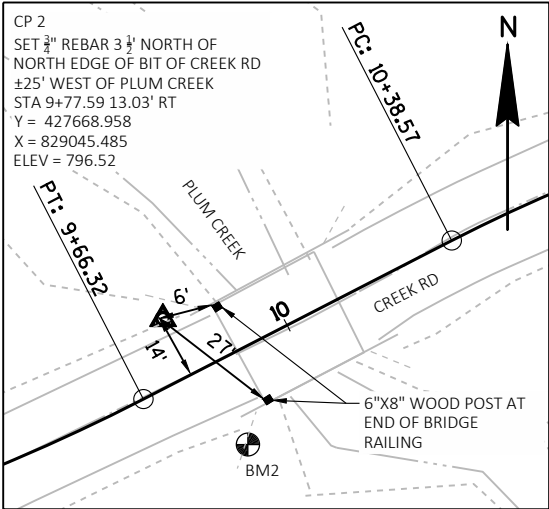 CP 2
SET 3/4" REBAR 3 1/2' NORTH OF
NORTH EDGE OF BIT OF CREEK RD
±25' WEST OF PLUM CREEK
STA 9+77.59 13.03' RT
Y = 427668.958
X = 829045.485
ELEV = 796.52
PC: 10+38.57
N
PT: 9+66.32
PLUM CREEK
CREEK RD
6'
10
14'
27'
6"X8" WOOD POST AT
END OF BRIDGE
RAILING
BM2